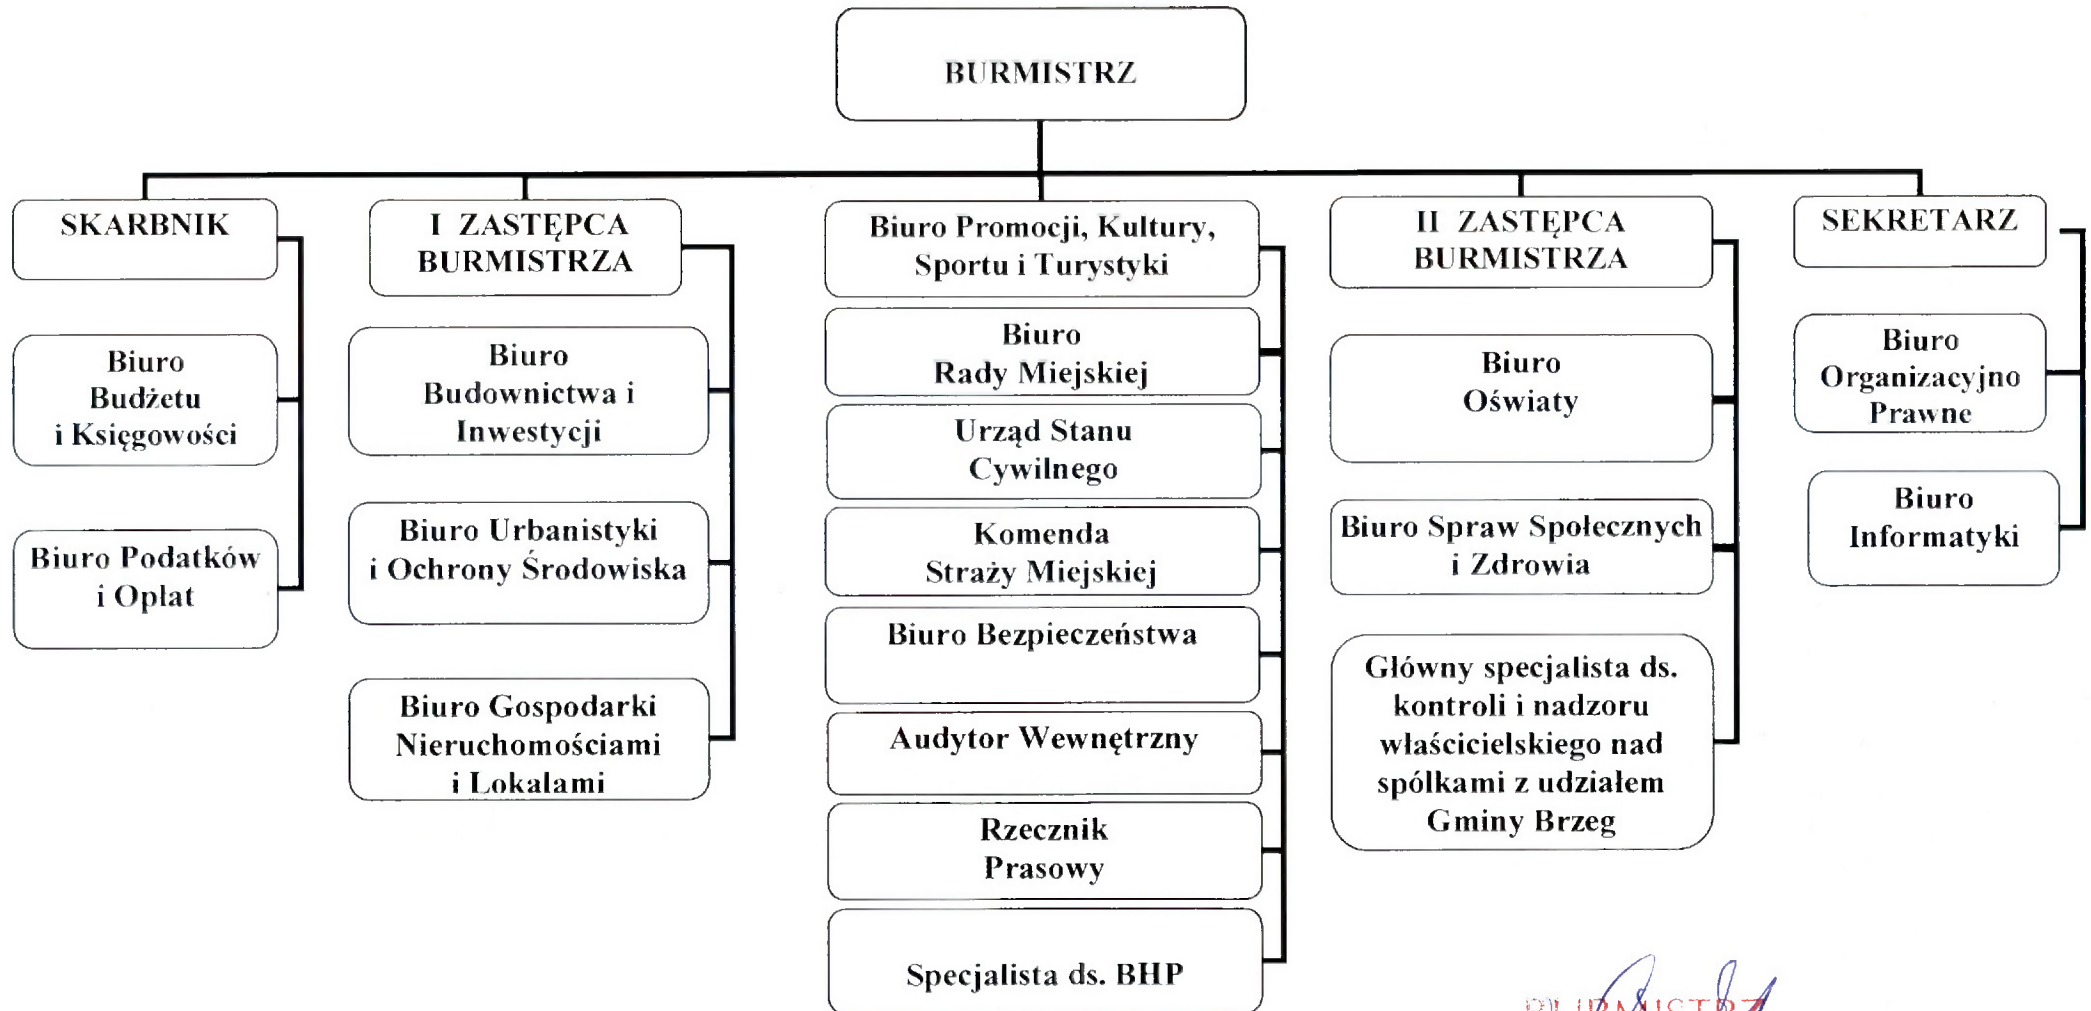 BURMISTRZ
SKARBNIK
Biuro
Budżetu
i Księgowości
Biuro Podatków
i Opłat
I ZASTĘPCA
BURMISTRZA
Biuro
Budownictwa i
Inwestycji
Biuro Urbanistyki
i Ochrony Środowiska
Biuro Gospodarki
Nieruchomościami
i Lokalami
Biuro Promocji, Kultury,
Sportu i Turystyki
Biuro
Rady Miejskiej
Urząd Stanu
Cywilnego
Komenda
Straży Miejskiej
Biuro Bezpieczeństwa
Audytor Wewnętrzny
Rzecznik
Prasowy
Specjalista ds. BHP
II ZASTĘPCA
BURMISTRZA
Biuro
Oświaty
Biuro Spraw Społecznych
i Zdrowia
Główny specjalista ds.
kontroli i nadzoru
właścicielskiego nad
spółkami z udziałem
Gminy Brzeg
SEKRETARZ
Biuro
Organizacyjno
Prawne
Biuro
Informatyki
BURMISTRZ